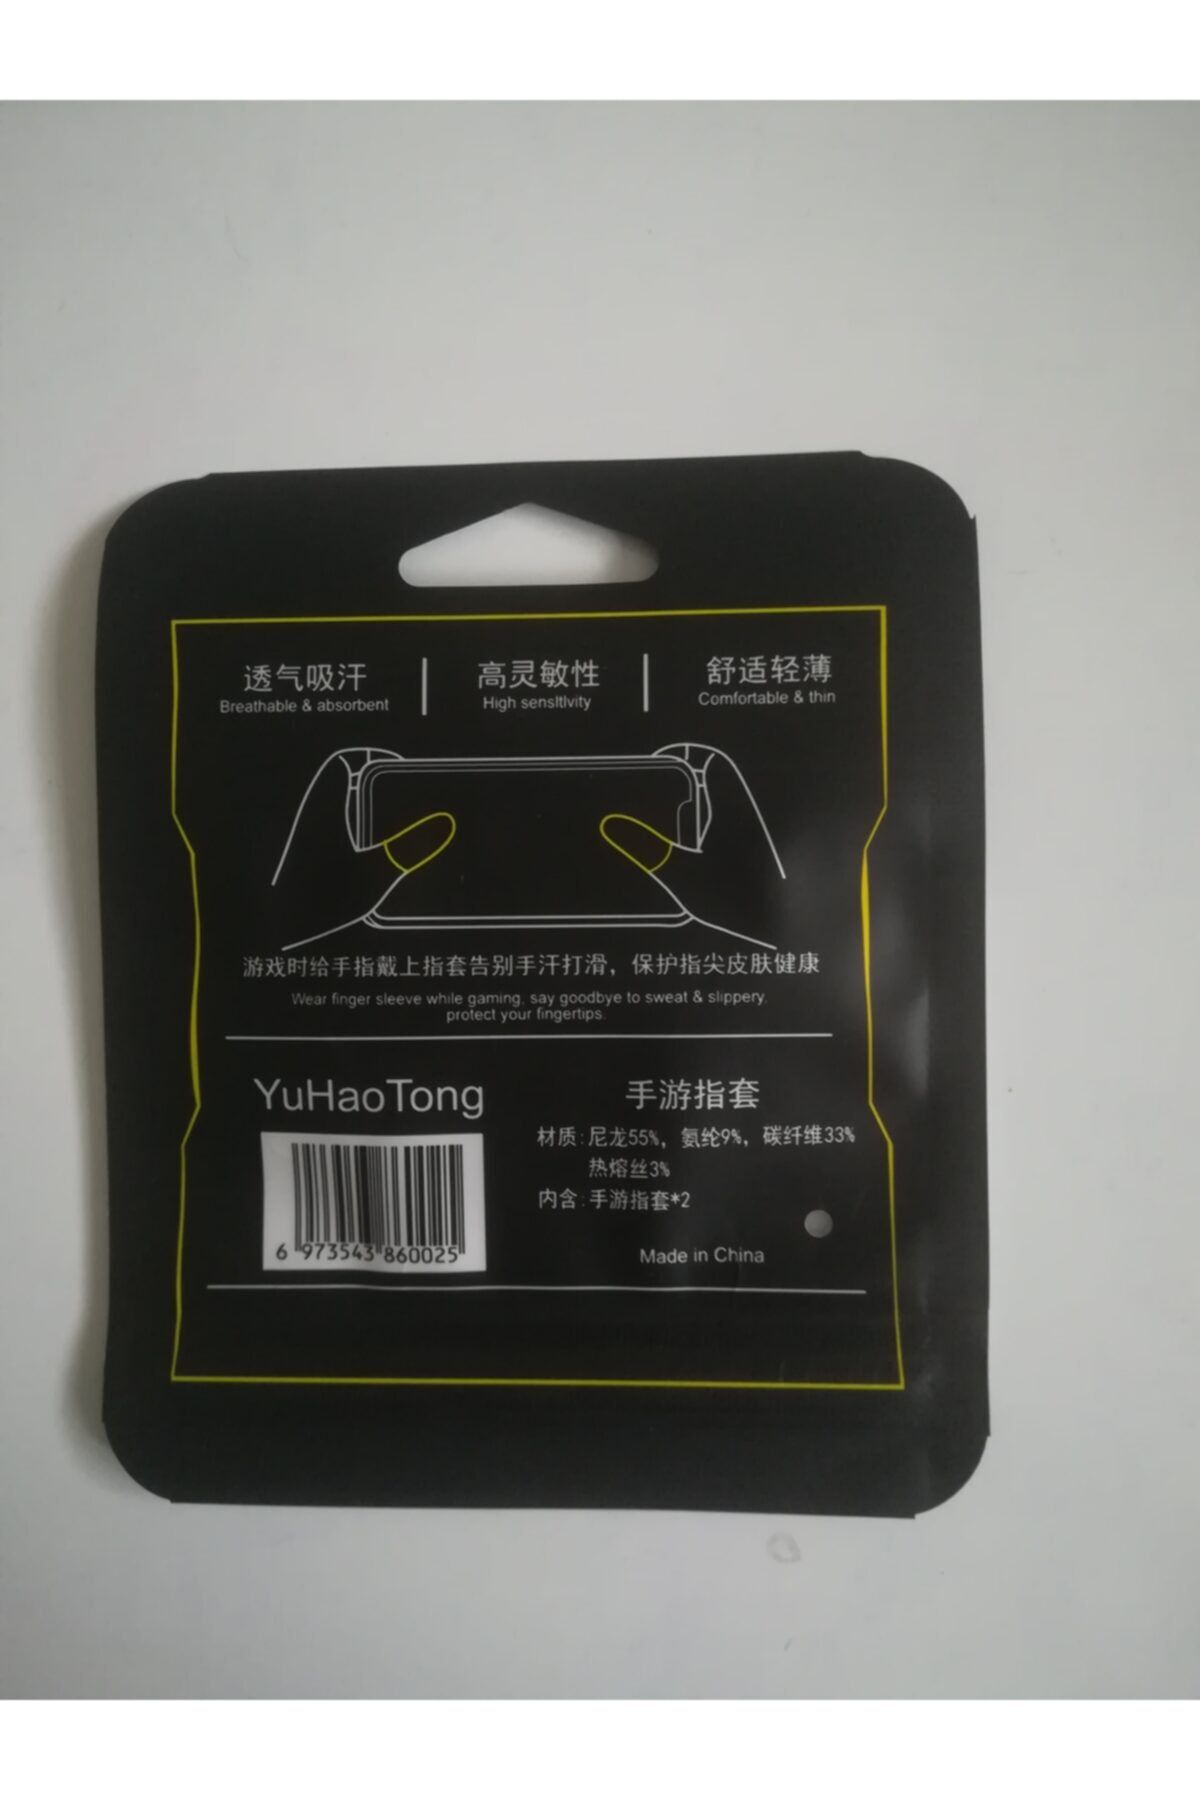 透气吸汗
Breathable & absorbent
高灵敏性
High sensitivity
舒适轻薄
Comfortable & thin
游戏时给手指戴上指套告别手汗打滑，保护指尖皮肤健康
Wear finger sleeve while gaming, say goodbye to sweat & slippery,
protect your fingertips.
YuHaoTong
6 973543 860025
手游指套
材质:尼龙55%，氨纶9%，碳纤维33%
热熔丝3%
内含:手游指套*2
Made in China